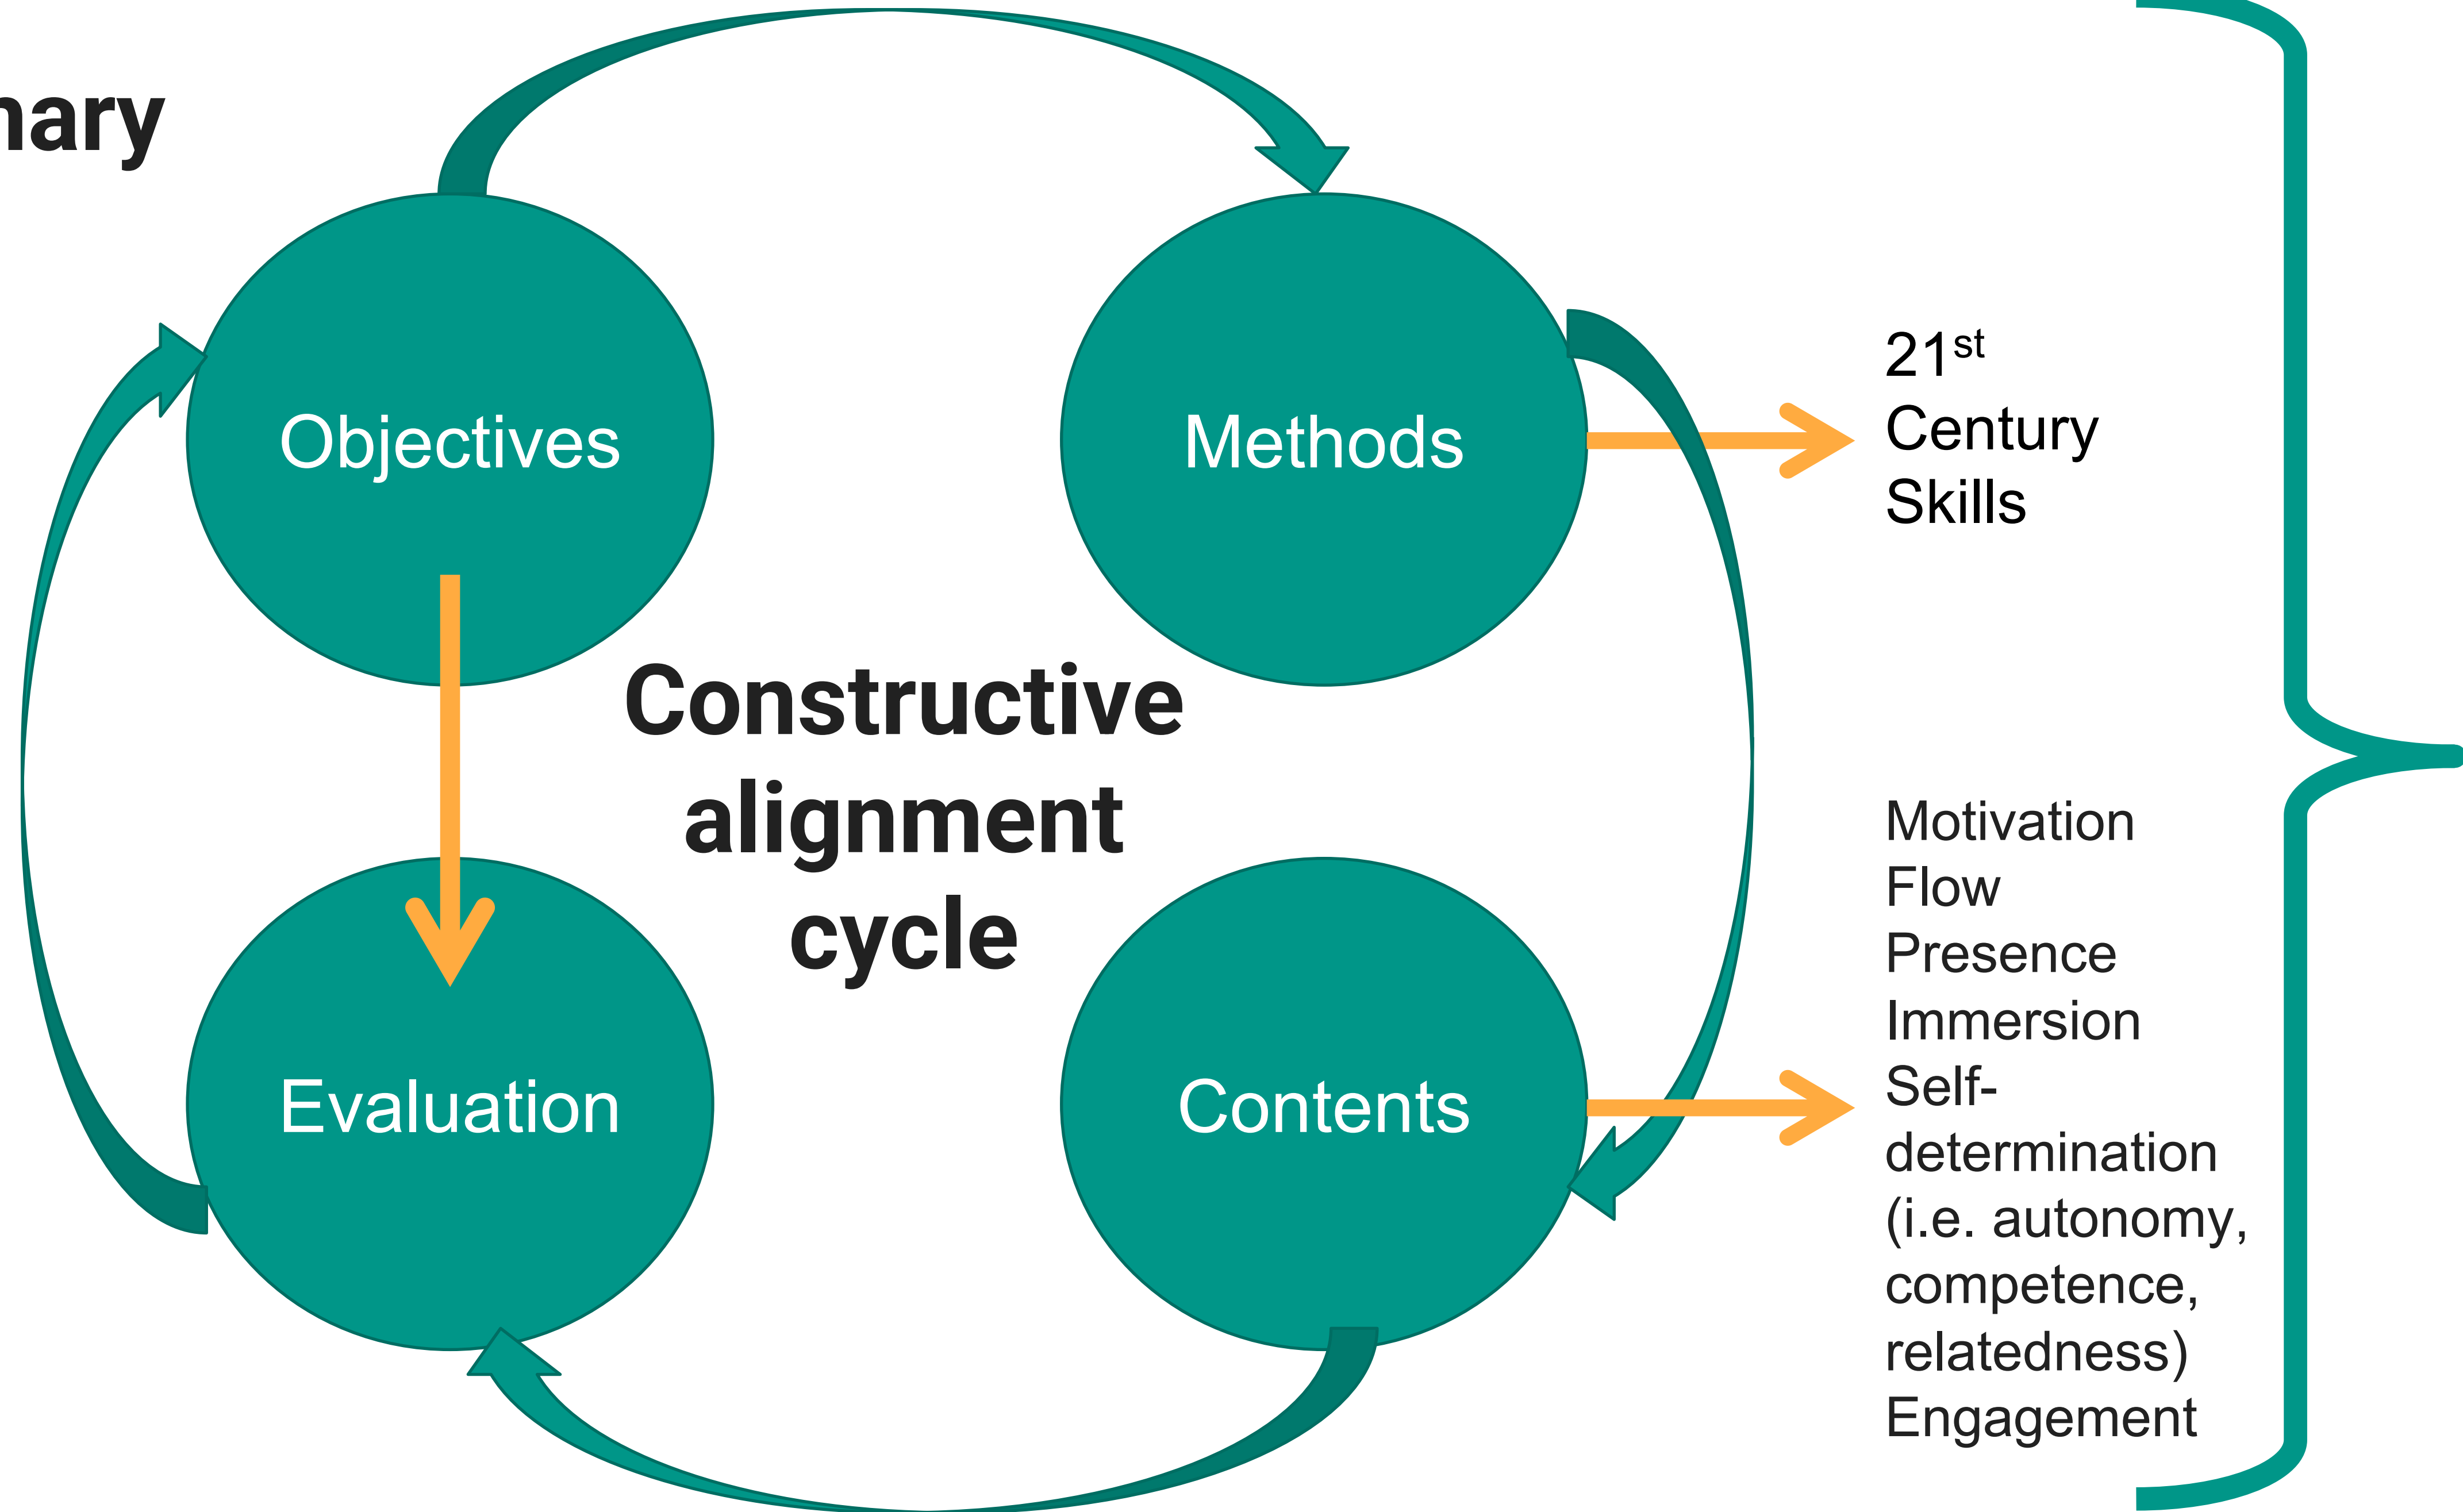 Objectives
Methods
21st
Century
Skills
Constructive
alignment
cycle
Evaluation
Contents
Motivation
Flow
Presence
Immersion
Self-
determination
(i.e. autonomy,
competence,
relatedness)
Engagement